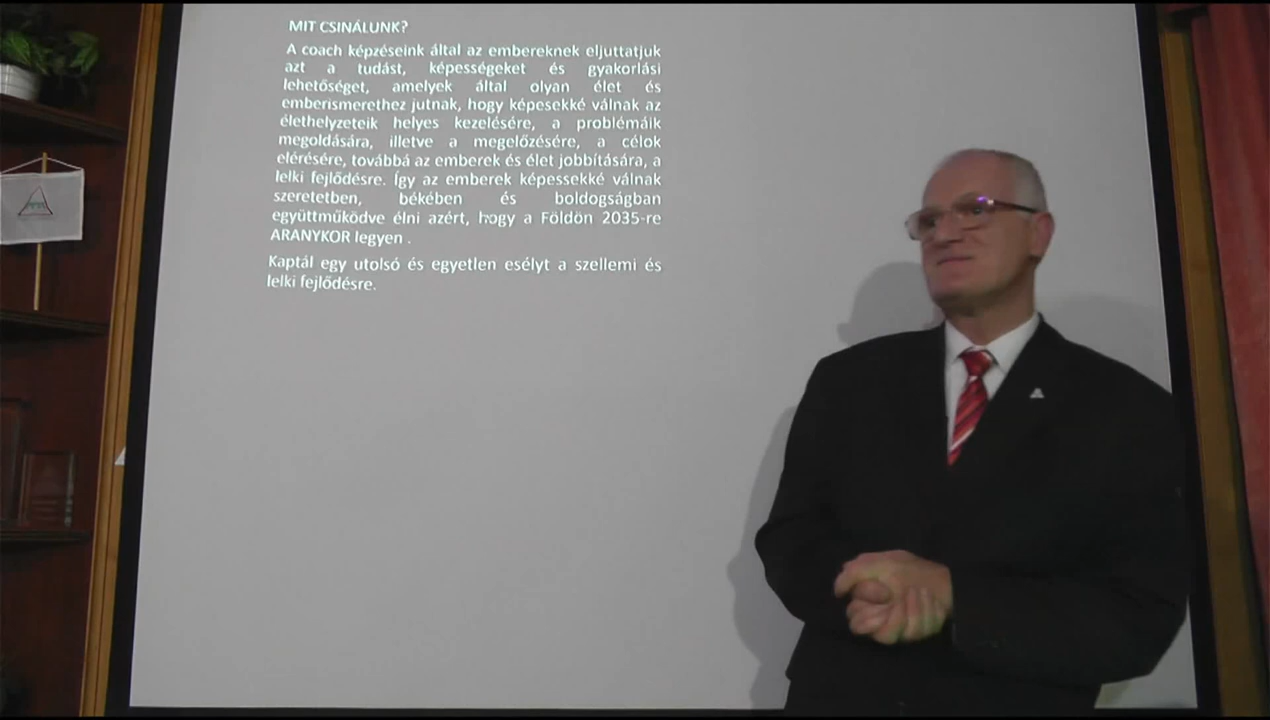 MIT CSINÁLUNK?
A coach képzéseink által az embereknek eljuttatjuk
azt a tudást, képességeket és gyakorlási
lehetőséget, amelyek által olyan élet és
emberismerethez jutnak, hogy képesekké válnak az
élethelyzeteik helyes kezelésére, a problémáik
megoldására, illetve a megelőzésére, a célok
elérésére, továbbá az emberek és élet jobbítására, a
lelki fejlődésre. Így az emberek képessekké válnak
szeretetben, békében és boldogságban
együttműködve élni azért, hogy a Földön 2035-re
ARANYKOR legyen .
Kaptál egy utolsó és egyetlen esélyt a szellemi és
lelki fejlődésre.